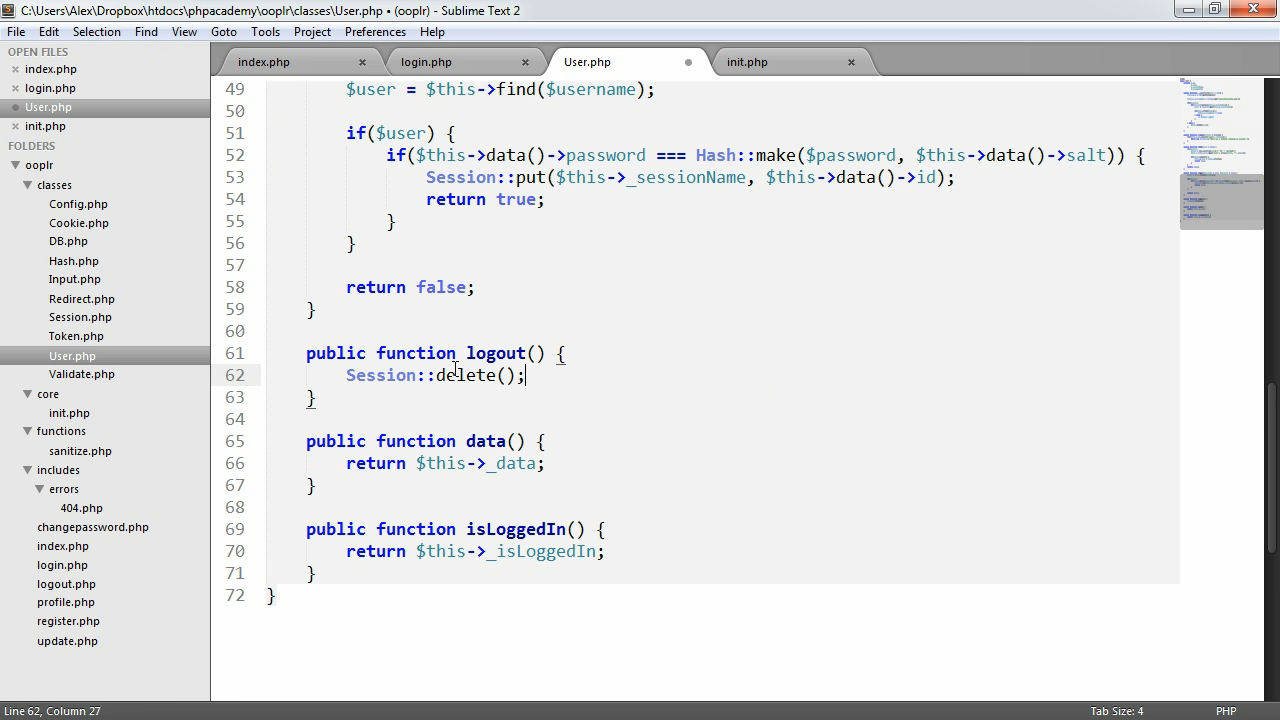 C:\Users\Alex\Dropbox\htdocs\phpacademy\ooplr\classes\User.php • (ooplr) - Sublime Text 2
File Edit Selection Find View Goto Tools Project Preferences Help
OPEN FILES
index.php
login.php
User.php
init.php
FOLDERS
ooplr
classes
Config.php
Cookie.php
DB.php
Hash.php
Input.php
Redirect.php
Session.php
Token.php
User.php
Validate.php
core
init.php
functions
sanitize.php
includes
errors
404.php
changepassword.php
index.php
login.php
logout.php
profile.php
register.php
update.php
index.php login.php User.php init.php
49 $user = $this->find($username);
50
51 if($user) {
52 if($this->data()->password === Hash::make($password, $this->data()->salt)) {
53 Session::put($this->_sessionName, $this->data()->id);
54 return true;
55 }
56 }
57
58 return false;
59 }
60
61 public function logout() {
62 Session::delete();
63 }
64
65 public function data() {
66 return $this->_data;
67 }
68
69 public function isLoggedIn() {
70 return $this->_isLoggedIn;
71 }
72 }
Line 62, Column 27 Tab Size: 4 PHP